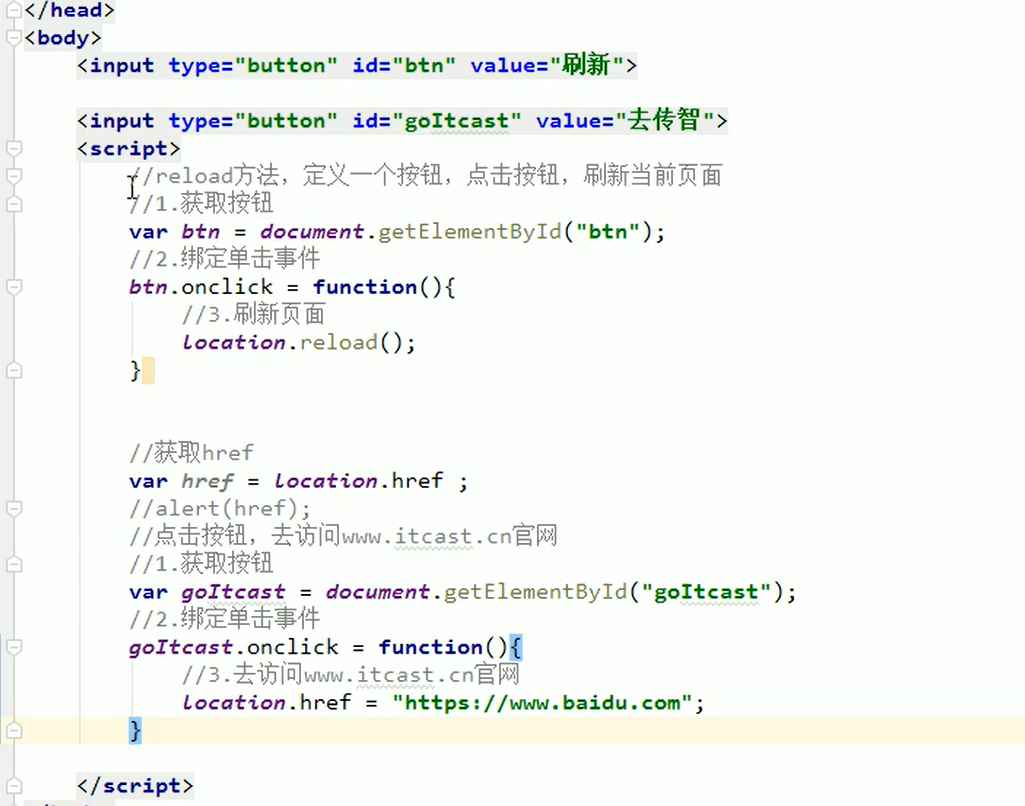 </head>
<body>
<input type="button" id="btn" value="刷新">
<input type="button" id="goItcast" value="去传智">
<script>
//reload方法，定义一个按钮，点击按钮，刷新当前页面
//1.获取按钮
var btn = document.getElementById("btn");
//2.绑定单击事件
btn.onclick = function(){
//3.刷新页面
location.reload();
}
//获取href
var href = location.href ;
//alert(href);
//点击按钮，去访问www.itcast.cn官网
//1.获取按钮
var goItcast = document.getElementById("goItcast");
//2.绑定单击事件
goItcast.onclick = function(){
//3.去访问www.itcast.cn官网
location.href = "https://www.baidu.com";
}
</script>